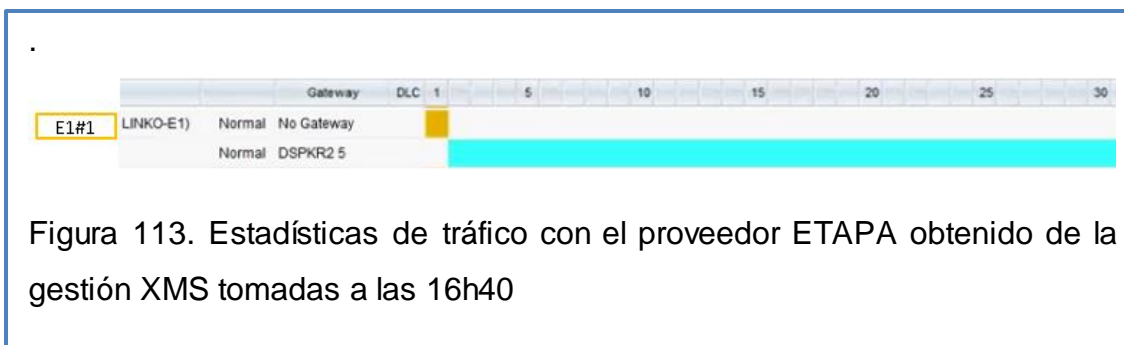 .
Gateway DLC 1 5 10 15 20 25 30
E1#1 LINKO-E1) Normal No Gateway
Normal DSPKR2 5
Figura 113. Estadísticas de tráfico con el proveedor ETAPA obtenido de la
gestión XMS tomadas a las 16h40